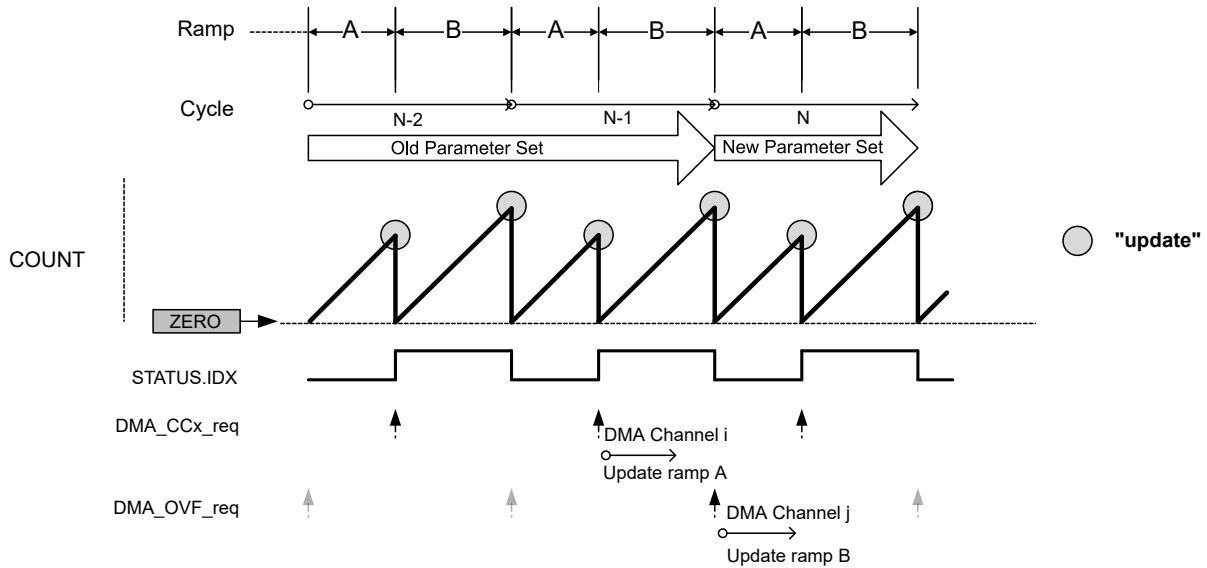 Ramp A B A B A B
Cycle
N-2 N-1 N
Old Parameter Set New Parameter Set
"update"
COUNT
ZERO
STATUS.IDX
DMA_CCx_req
DMA Channel i
Update ramp A
DMA_OVF_req
DMA Channel j
Update ramp B